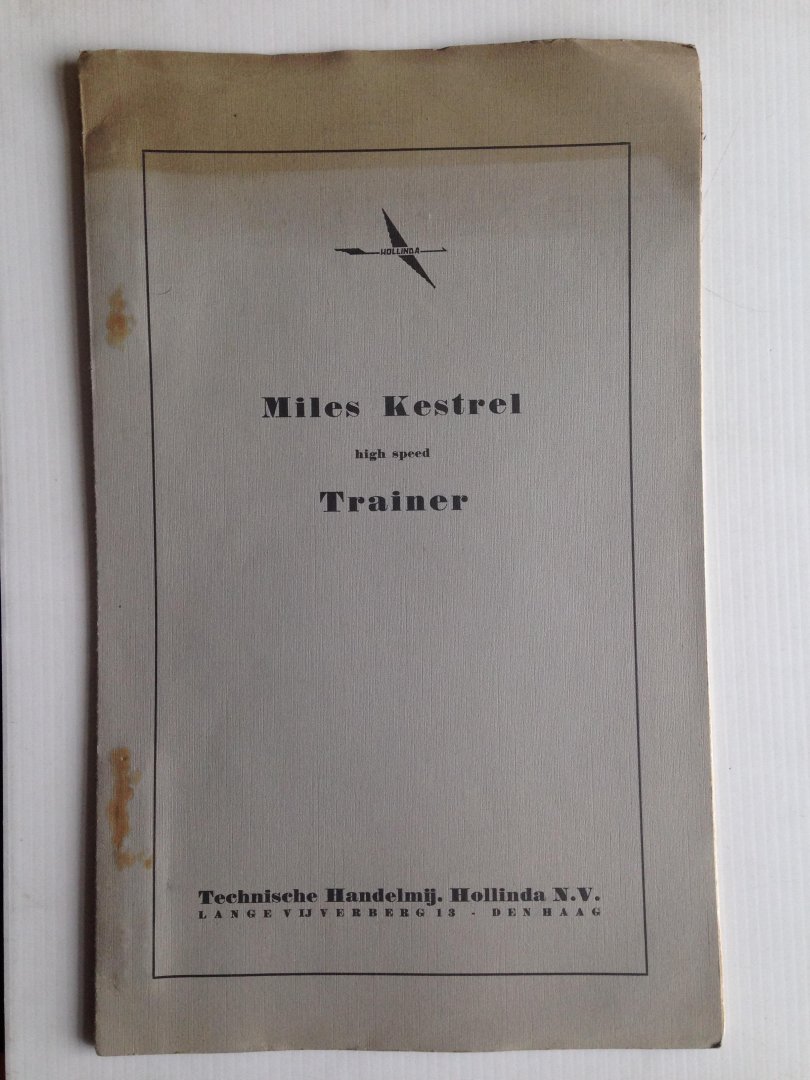 HOLLINDA
Miles Kestrel
high speed
Trainer
Technische Handelmij. Hollinda N.V.
LANGE VIJVERBERG 13 - DEN HAAG